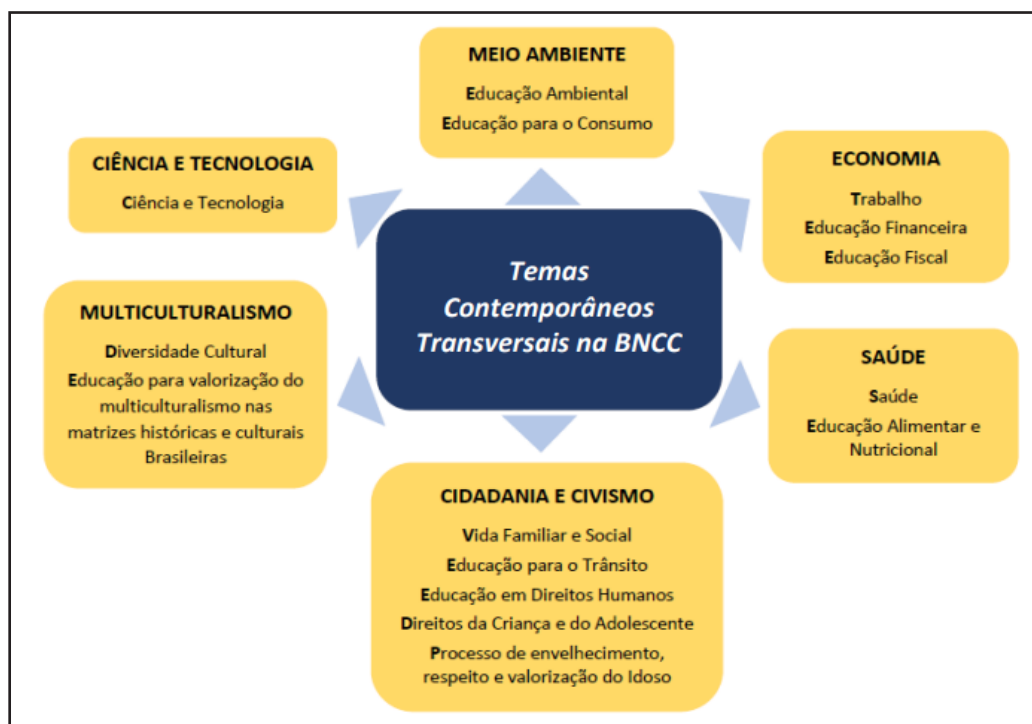 MEIO AMBIENTE
Educação Ambiental
Educação para o Consumo
CIÊNCIA E TECNOLOGIA
Ciência e Tecnologia
ECONOMIA
Trabalho
Educação Financeira
Educação Fiscal
Temas
Contemporâneos
Transversais na BNCC
MULTICULTURALISMO
Diversidade Cultural
Educação para valorização do
multiculturalismo nas
matrizes históricas e culturais
Brasileiras
SAÚDE
Saúde
Educação Alimentar e
Nutricional
CIDADANIA E CIVISMO
Vida Familiar e Social
Educação para o Trânsito
Educação em Direitos Humanos
Direitos da Criança e do Adolescente
Processo de envelhecimento,
respeito e valorização do Idoso